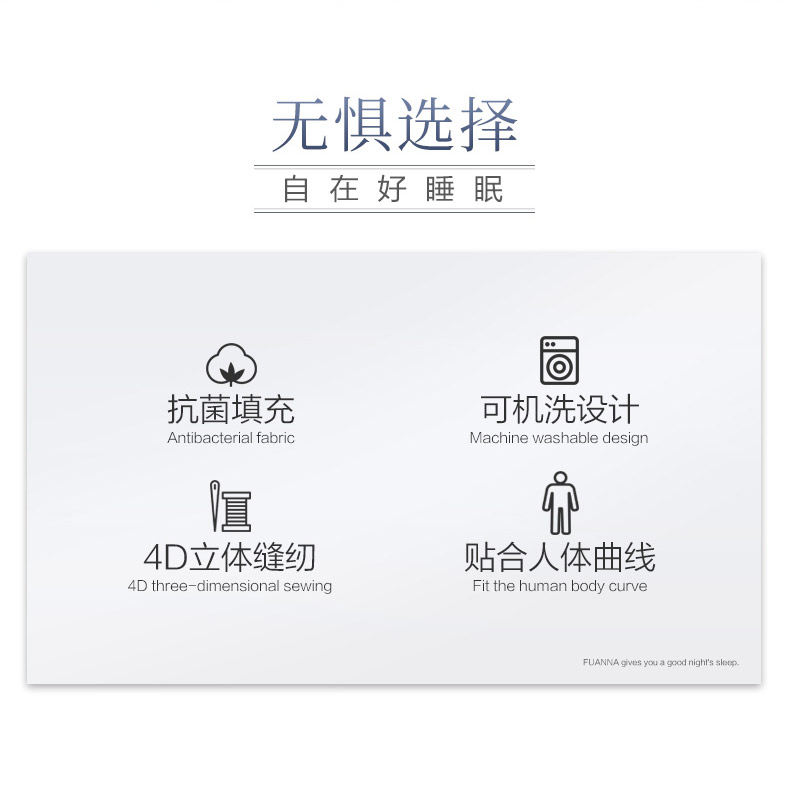 无惧选择
自在好睡眠
抗菌填充
Antibacterial fabric
可机洗设计
Machine washable design
4D立体缝纫
4D three-dimensional sewing
贴合人体曲线
Fit the human body curve
FUANNA gives you a good night's sleep.